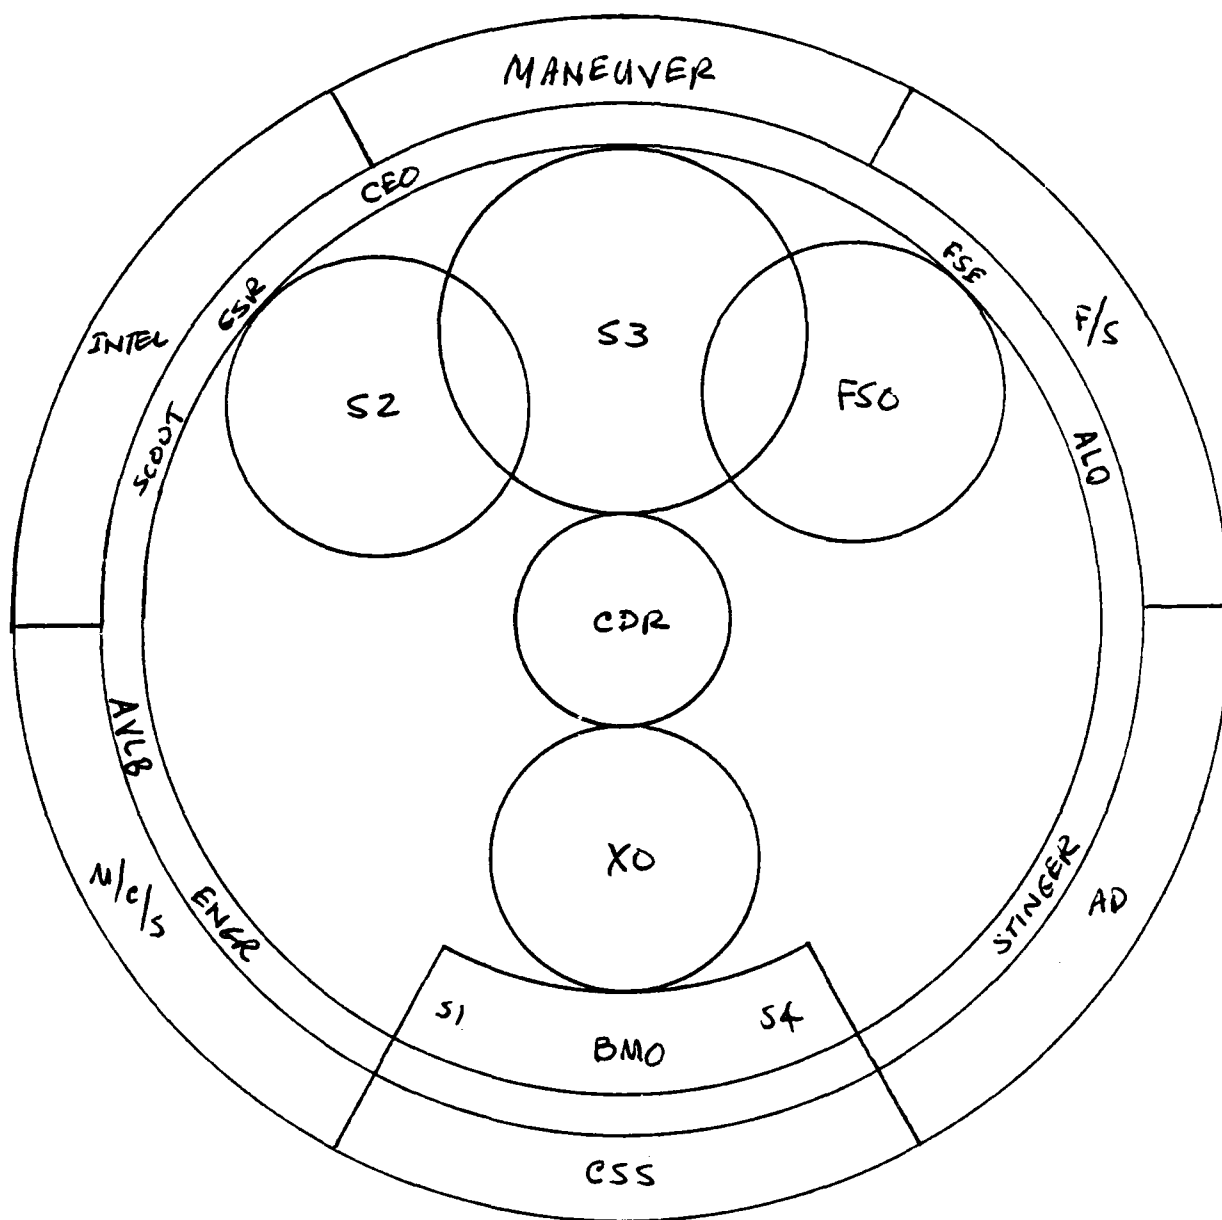 MANEUVER
CEO
FSE
GSR
INTEL
F/S
S3
S2
FSO
SCOUT
ALO
CDR
AVLB
XO
M/C/S
ENGR
STINGER
AD
S1
S4
BMO
CSS